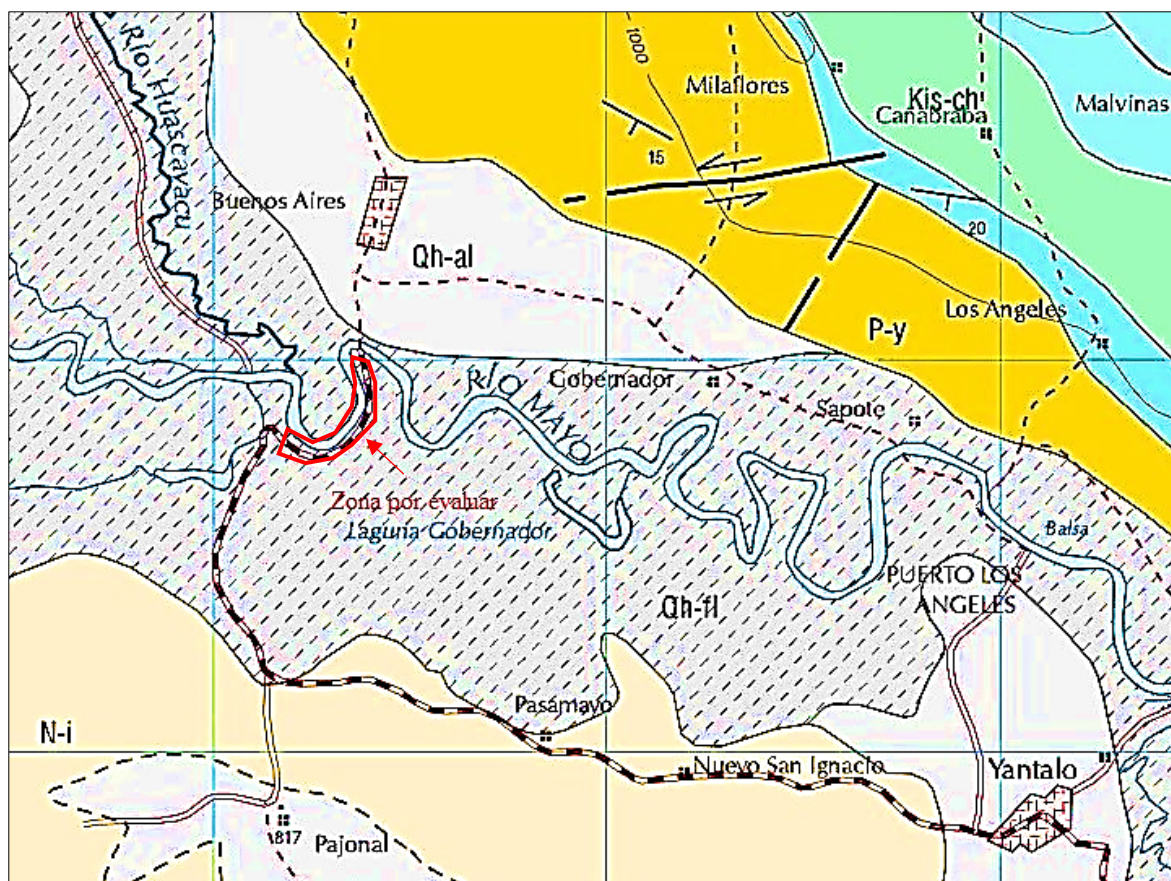 RÍO HUASCAYACU
1000
Milaflores
Kis-ch
Canabraba
Malvinas
15
Buenos Aires
20
Qh-al
Los Angeles
P-y
Gobernador
RÍO MAYO
Sapote
Zona por evaluar
Laguna Gobernador
Balsa
PUERTO LOS
ANGELES
Qh-fl
Pasamayo
N-i
Nuevo San Ignacio
Yantalo
817
Pajonal